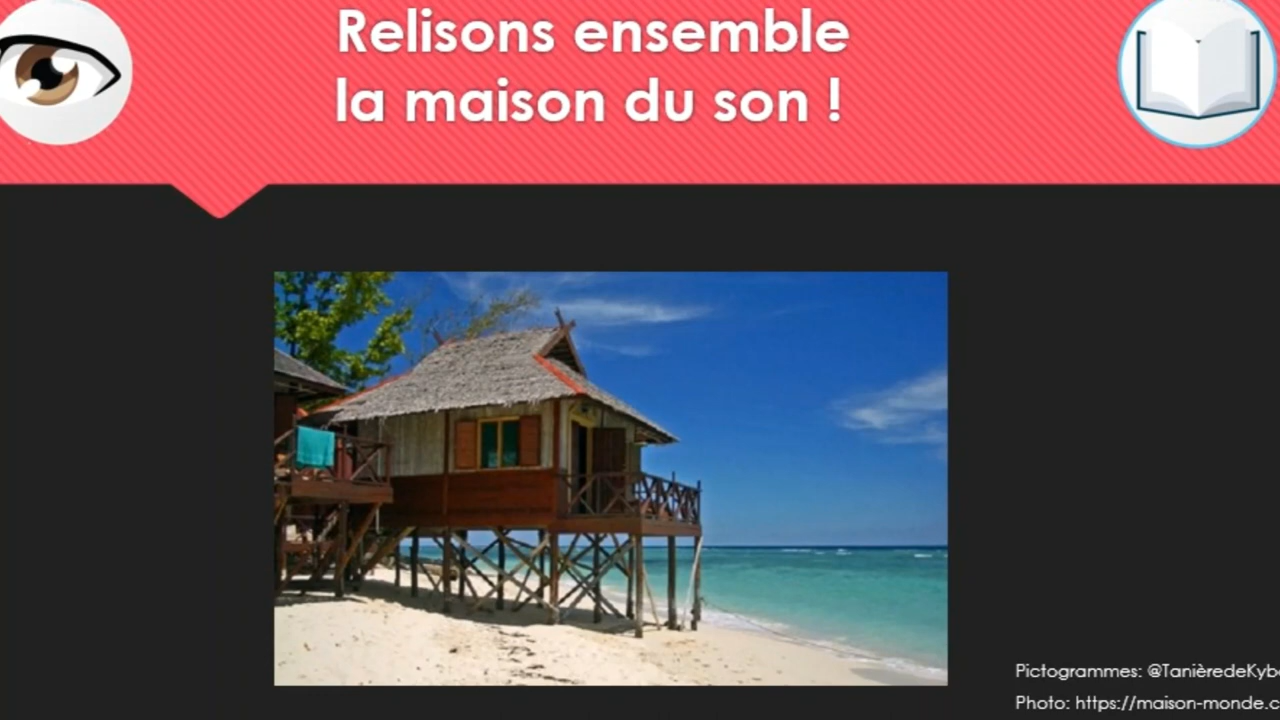 Relisons ensemble
la maison du son !
Pictogrammes: @TanièredeKyb
Photo: https://maison-monde.c